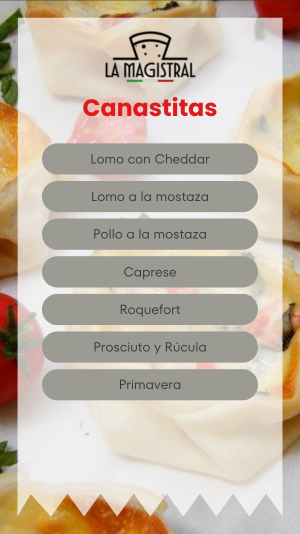 LA MAGISTRAL
Canastitas
Lomo con Cheddar
Lomo a la mostaza
Pollo a la mostaza
Caprese
Roquefort
Prosciuto y Rúcula
Primavera